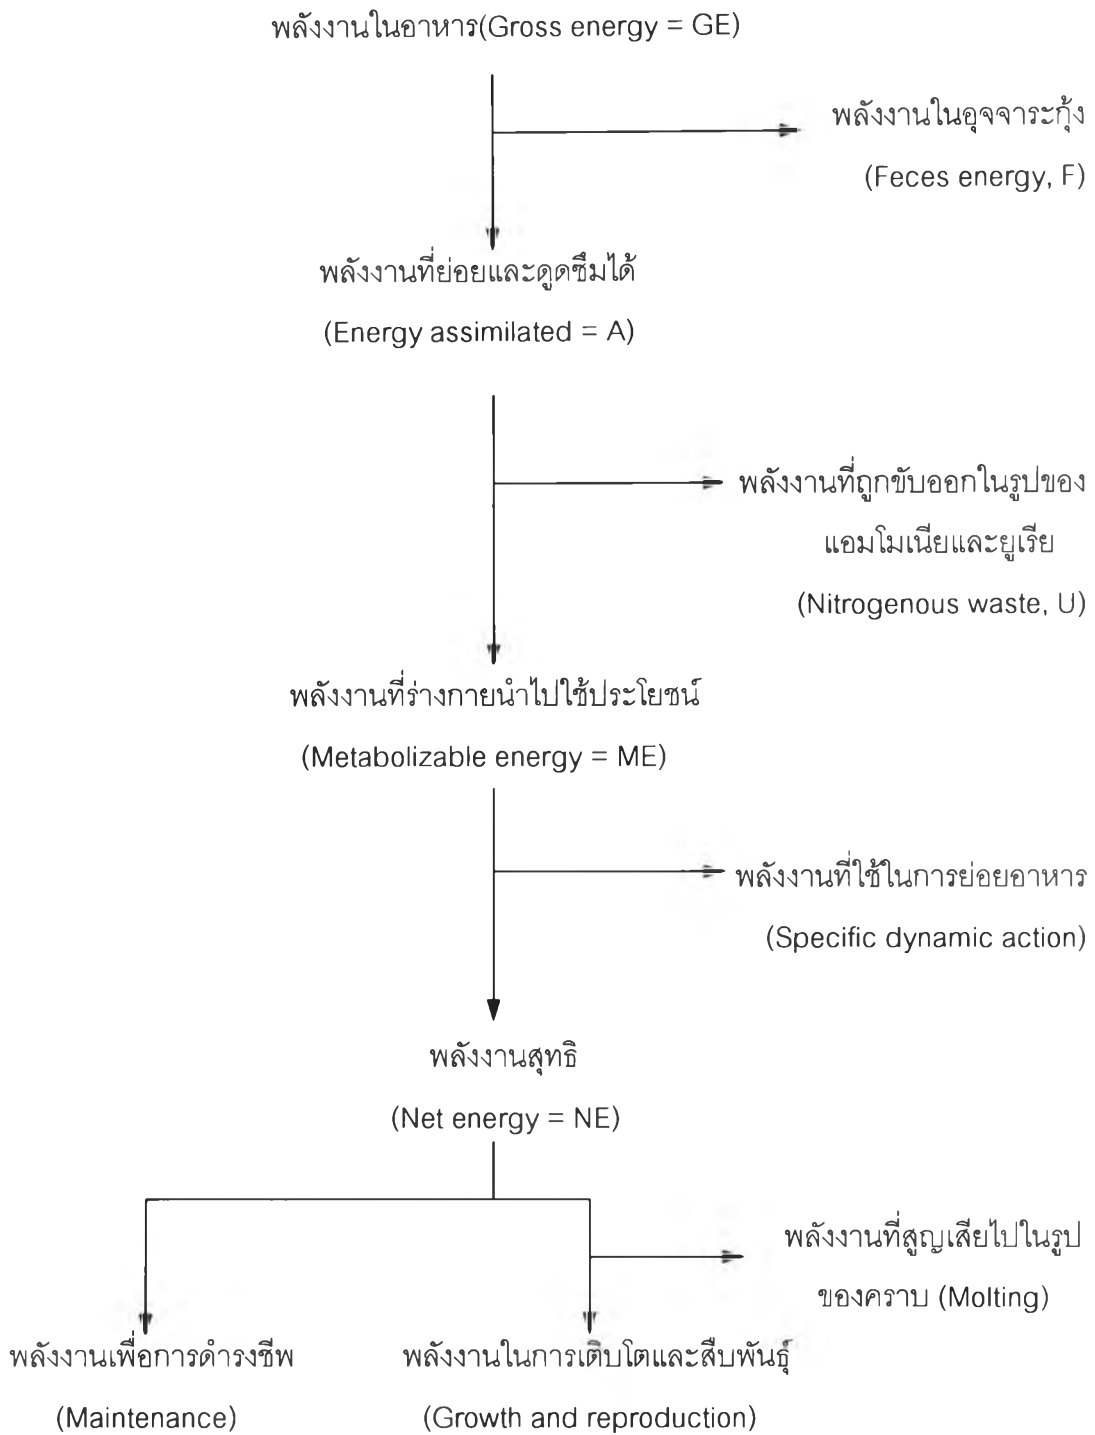 พลังงานในอาหาร(Gross energy = GE)
พลังงานในอุจจาระกุ้ง
(Feces energy, F)
พลังงานที่ย่อยและดูดซึมได้
(Energy assimilated = A)
พลังงานที่ถูกขับออกในรูปของ
แอมโมเนียและยูเรีย
(Nitrogenous waste, U)
พลังงานที่ร่างกายนำไปใช้ประโยชน์
(Metabolizable energy = ME)
พลังงานที่ใช้ในการย่อยอาหาร
(Specific dynamic action)
พลังงานสุทธิ
(Net energy = NE)
พลังงานที่สูญเสียไปในรูป
ของคราบ (Molting)
พลังงานเพื่อการดำรงชีพ
(Maintenance)
พลังงานในการเติบโตและสืบพันธุ์
(Growth and reproduction)